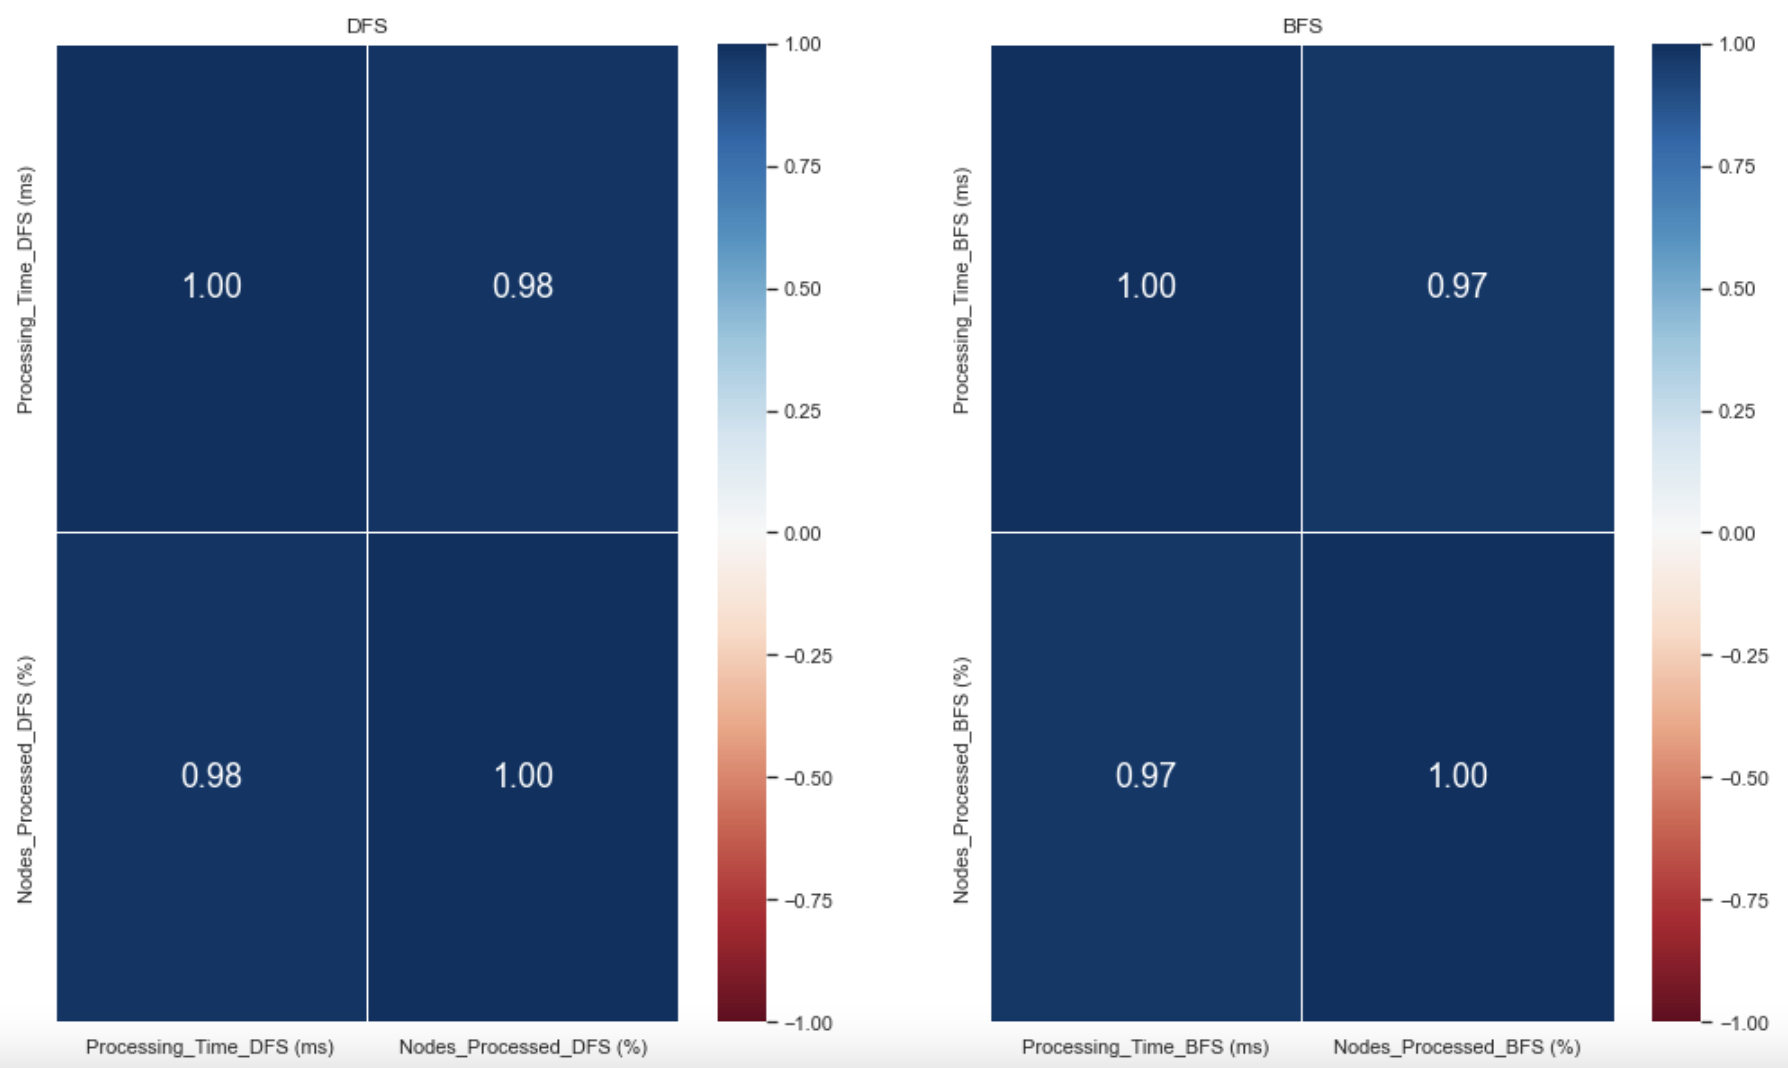 DFS
Processing_Time_DFS (ms)
Nodes_Processed_DFS (%)
1.00
0.98
0.98
1.00
Processing_Time_DFS (ms)
Nodes_Processed_DFS (%)
1.00
0.75
0.50
0.25
0.00
−0.25
−0.50
−0.75
−1.00
BFS
Processing_Time_BFS (ms)
Nodes_Processed_BFS (%)
1.00
0.97
0.97
1.00
Processing_Time_BFS (ms)
Nodes_Processed_BFS (%)
1.00
0.75
0.50
0.25
0.00
−0.25
−0.50
−0.75
−1.00